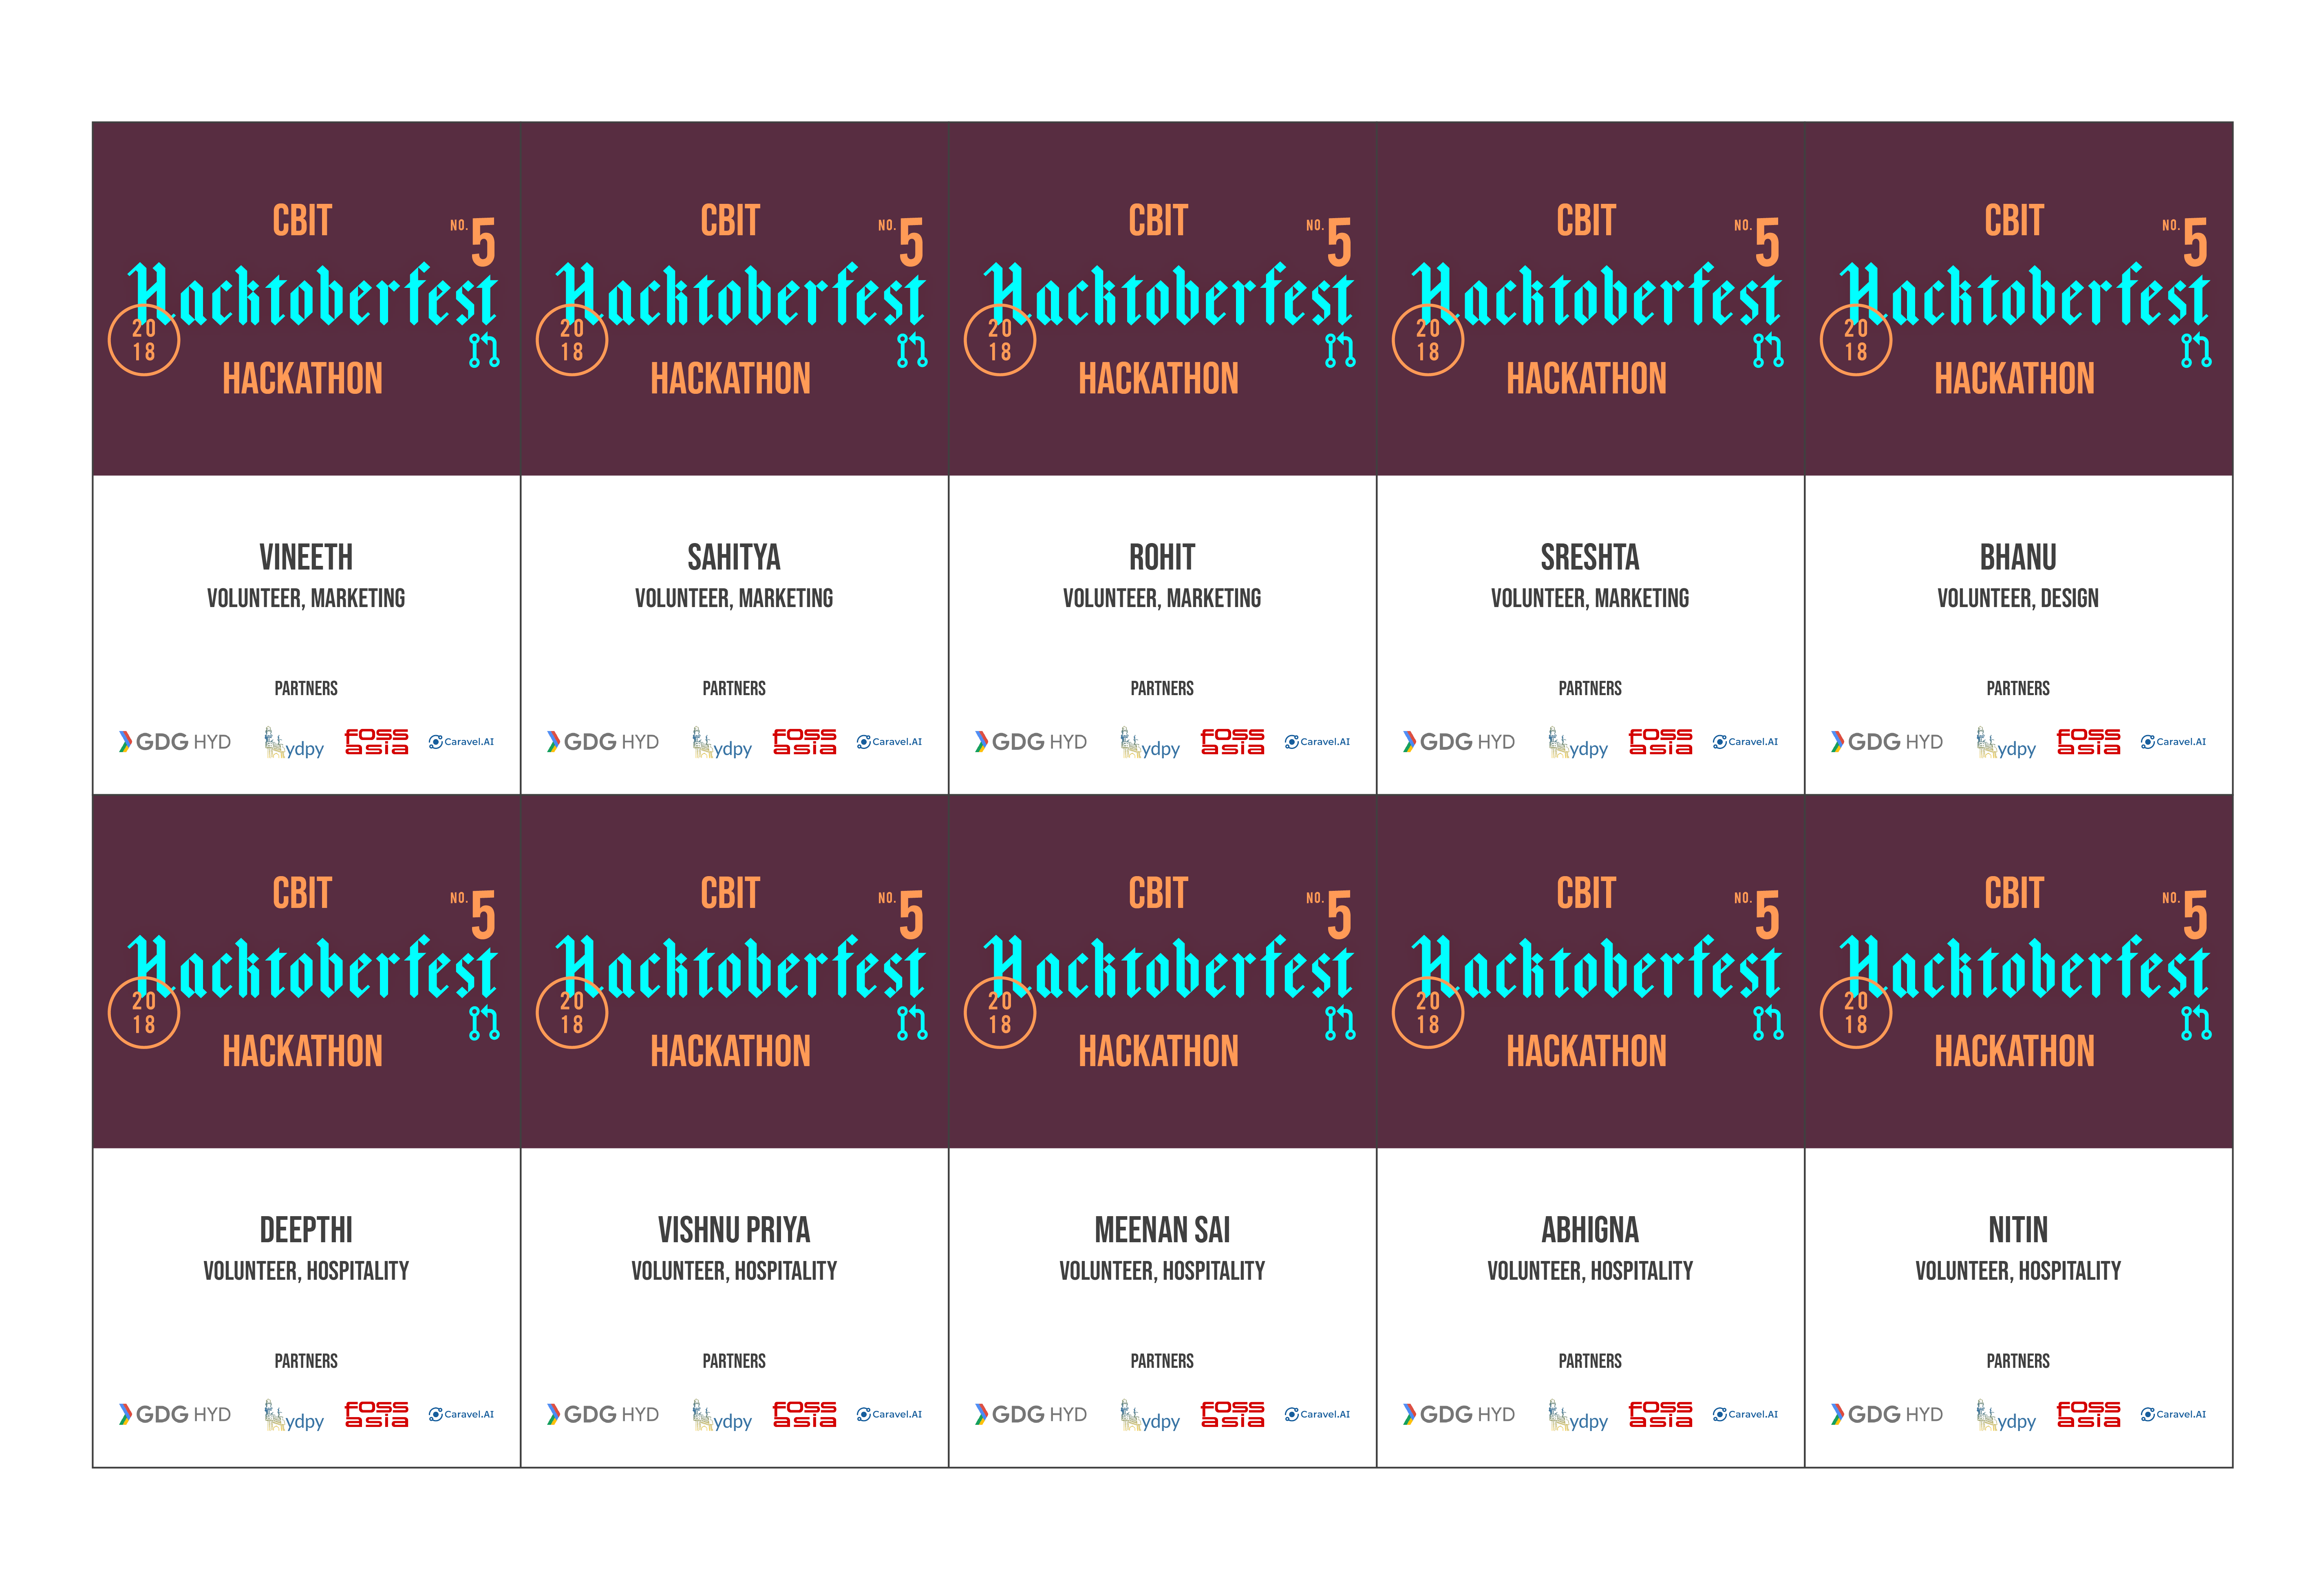 CBIT
NO. 5
Hacktoberfest
20
18
HACKATHON
VINEETH
VOLUNTEER, MARKETING
PARTNERS
GDG HYD
ydpy
foss
asia
Caravel.AI
CBIT
NO. 5
Hacktoberfest
20
18
HACKATHON
SAHITYA
VOLUNTEER, MARKETING
PARTNERS
GDG HYD
ydpy
foss
asia
Caravel.AI
CBIT
NO. 5
Hacktoberfest
20
18
HACKATHON
ROHIT
VOLUNTEER, MARKETING
PARTNERS
GDG HYD
ydpy
foss
asia
Caravel.AI
CBIT
NO. 5
Hacktoberfest
20
18
HACKATHON
SRESHTA
VOLUNTEER, MARKETING
PARTNERS
GDG HYD
ydpy
foss
asia
Caravel.AI
CBIT
NO. 5
Hacktoberfest
20
18
HACKATHON
BHANU
VOLUNTEER, DESIGN
PARTNERS
GDG HYD
ydpy
foss
asia
Caravel.AI
CBIT
NO. 5
Hacktoberfest
20
18
HACKATHON
DEEPTHI
VOLUNTEER, HOSPITALITY
PARTNERS
GDG HYD
ydpy
foss
asia
Caravel.AI
CBIT
NO. 5
Hacktoberfest
20
18
HACKATHON
VISHNU PRIYA
VOLUNTEER, HOSPITALITY
PARTNERS
GDG HYD
ydpy
foss
asia
Caravel.AI
CBIT
NO. 5
Hacktoberfest
20
18
HACKATHON
MEENAN SAI
VOLUNTEER, HOSPITALITY
PARTNERS
GDG HYD
ydpy
foss
asia
Caravel.AI
CBIT
NO. 5
Hacktoberfest
20
18
HACKATHON
ABHIGNA
VOLUNTEER, HOSPITALITY
PARTNERS
GDG HYD
ydpy
foss
asia
Caravel.AI
CBIT
NO. 5
Hacktoberfest
20
18
HACKATHON
NITIN
VOLUNTEER, HOSPITALITY
PARTNERS
GDG HYD
ydpy
foss
asia
Caravel.AI